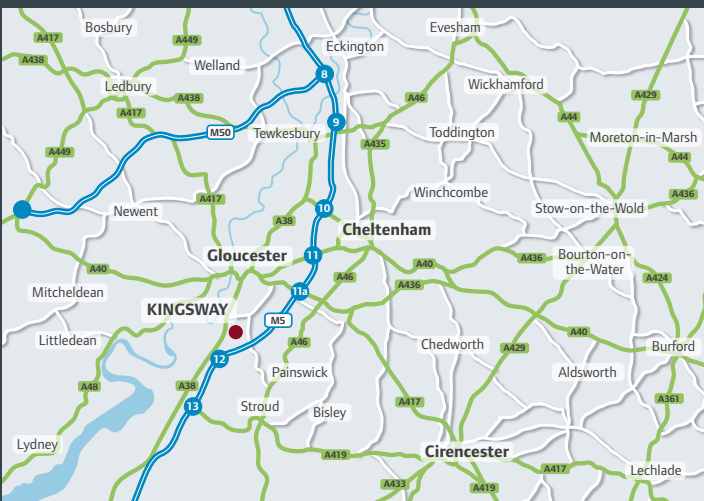 Bosbury
Evesham
A417
A449
Eckington
A438
Welland
8
Wickhamford
Ledbury
A438
A46
A429
A417
9
A44
M50
Tewkesbury
Toddington
Moreton-in-Marsh
A435
A449
A44
Winchcombe
A436
A417
10
Newent
A38
Stow-on-the-Wold
Cheltenham
Gloucester
11
A436
Bourton-on-
the-Water
A40
A40
A46
A424
Mitcheldean
11a
A436
KINGSWAY
M5
A40
Littledean
A46
Chedworth
A429
Burford
12
Painswick
Aldsworth
A48
A38
13
Stroud
Bisley
A417
A361
Lydney
A419
Cirencester
A417
Lechlade
A433
A419